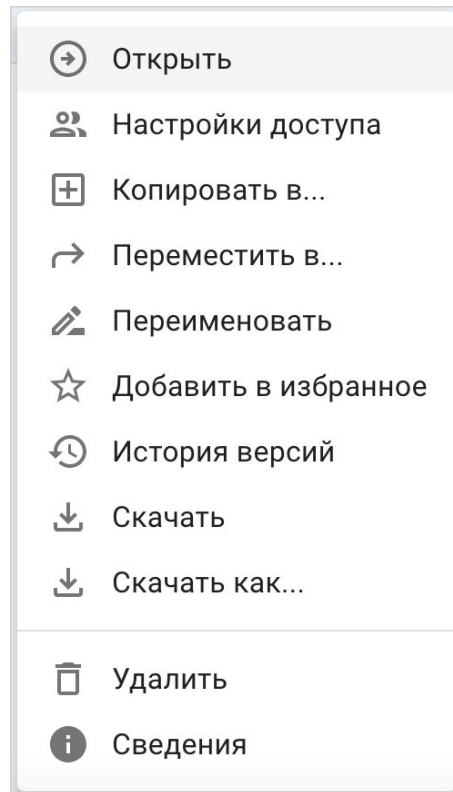 Открыть
Настройки доступа
Копировать в...
Переместить в...
Переименовать
Добавить в избранное
История версий
Скачать
Скачать как...
Удалить
Сведения